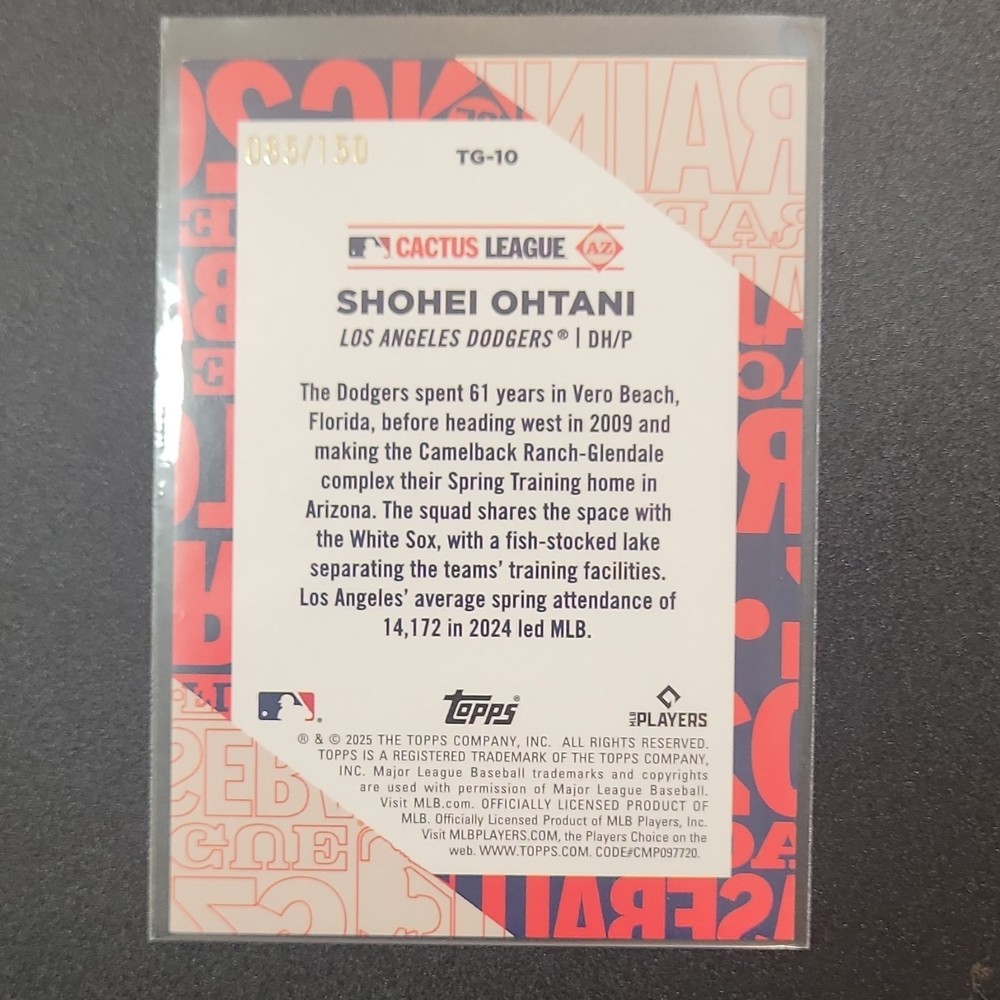 085/150
TG-10
CACTUS LEAGUE AZ
SHOHEI OHTANI
LOS ANGELES DODGERS® | DH/P
The Dodgers spent 61 years in Vero Beach,
Florida, before heading west in 2009 and
making the Camelback Ranch-Glendale
complex their Spring Training home in
Arizona. The squad shares the space with
the White Sox, with a fish-stocked lake
separating the teams’ training facilities.
Los Angeles’ average spring attendance of
14,172 in 2024 led MLB.
Topps®
MLB PLAYERS
® & © 2025 THE TOPPS COMPANY, INC. ALL RIGHTS RESERVED.
TOPPS IS A REGISTERED TRADEMARK OF THE TOPPS COMPANY,
INC. Major League Baseball trademarks and copyrights
are used with permission of Major League Baseball.
Visit MLB.com. OFFICIALLY LICENSED PRODUCT OF
MLB. Officially Licensed Product of MLB Players, Inc.
Visit MLBPLAYERS.COM, the Players Choice on the
web. WWW.TOPPS.COM. CODE#CMP097720.